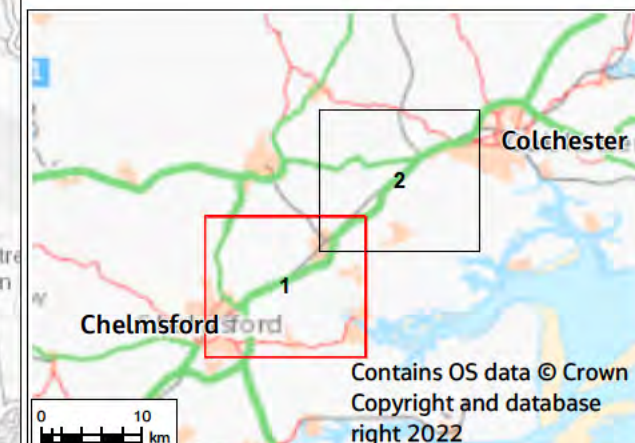 Colchester
2
1
Chelmsford
Contains OS data © Crown
Copyright and database
right 2022
0 10
km